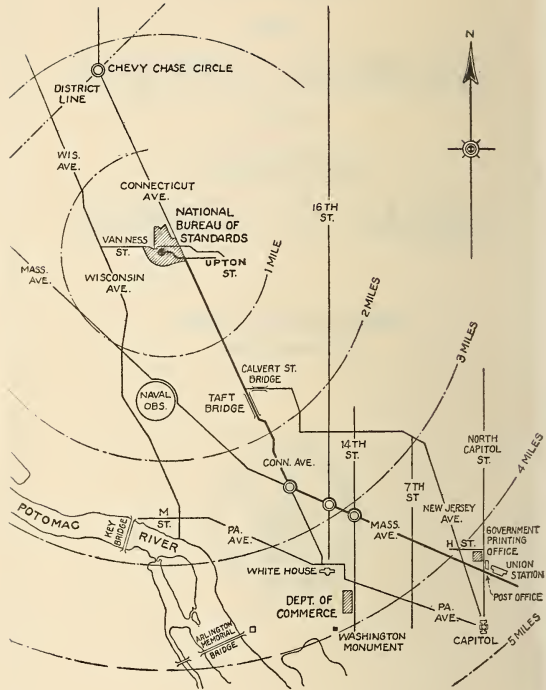 N
CHEVY CHASE CIRCLE
DISTRICT
LINE
WIS.
AVE.
CONNECTICUT
AVE.
16TH
ST.
NATIONAL
BUREAU OF
STANDARDS
VAN NESS
ST.
UPTON
ST.
MASS.
AVE.
WISCONSIN
AVE.
1 MILE
2 MILES
3 MILES
4 MILES
5 MILES
CALVERT ST.
BRIDGE
TAFT
BRIDGE
NAVAL
OBS.
14TH
ST.
NORTH
CAPITOL
ST.
CONN. AVE.
7TH
ST
NEW JERSEY
AVE.
POTOMAC
RIVER
KEY
BRIDGE
M
ST.
PA.
AVE.
MASS.
AVE.
H ST.
GOVERNMENT
PRINTING
OFFICE
UNION
STATION
POST OFFICE
WHITE HOUSE
DEPT. OF
COMMERCE
PA.
AVE.
ARLINGTON
MEMORIAL
BRIDGE
WASHINGTON
MONUMENT
CAPITOL